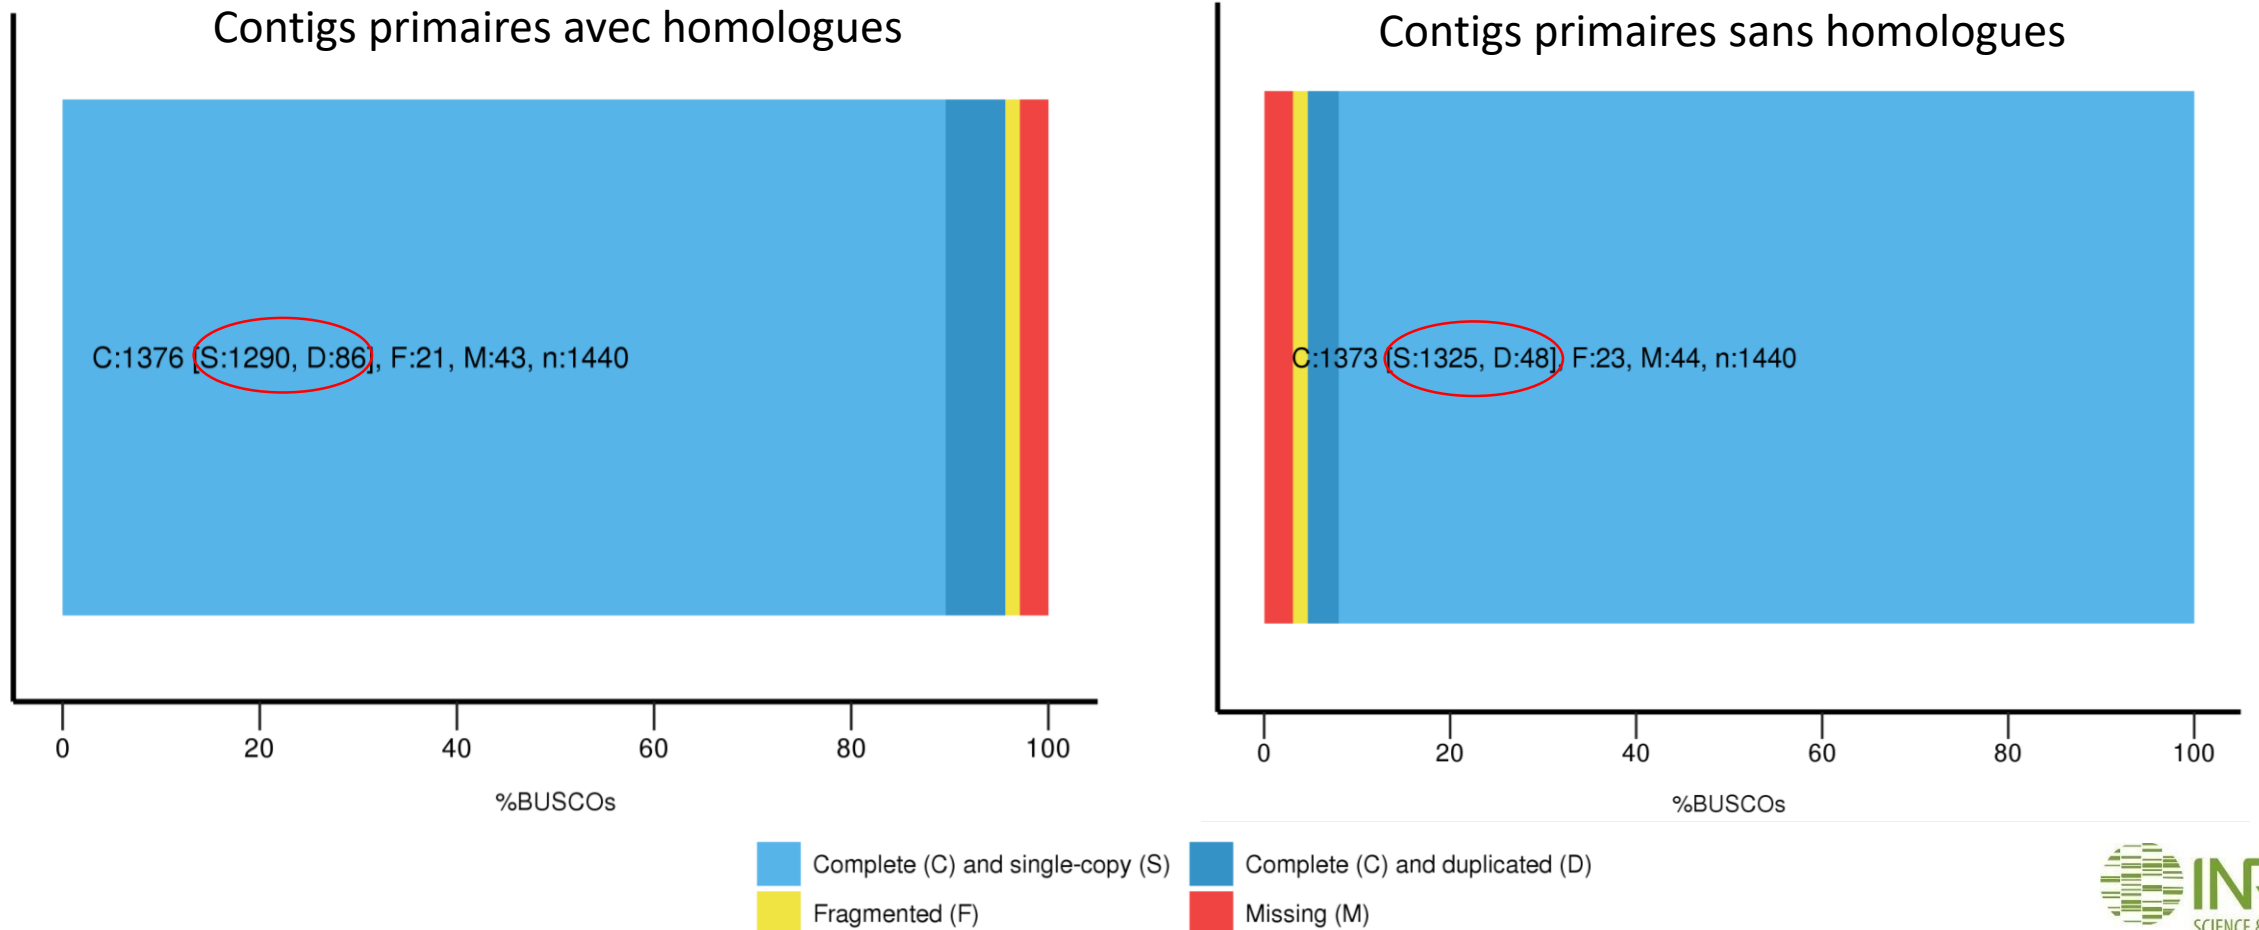 Contigs primaires avec homologues
C:1376 [S:1290, D:86], F:21, M:43, n:1440
0 20 40 60 80 100
%BUSCOs
Contigs primaires sans homologues
C:1373 [S:1325, D:48], F:23, M:44, n:1440
0 20 40 60 80 100
%BUSCOs
Complete (C) and single-copy (S)
Complete (C) and duplicated (D)
Fragmented (F)
Missing (M)
SCIENCE &